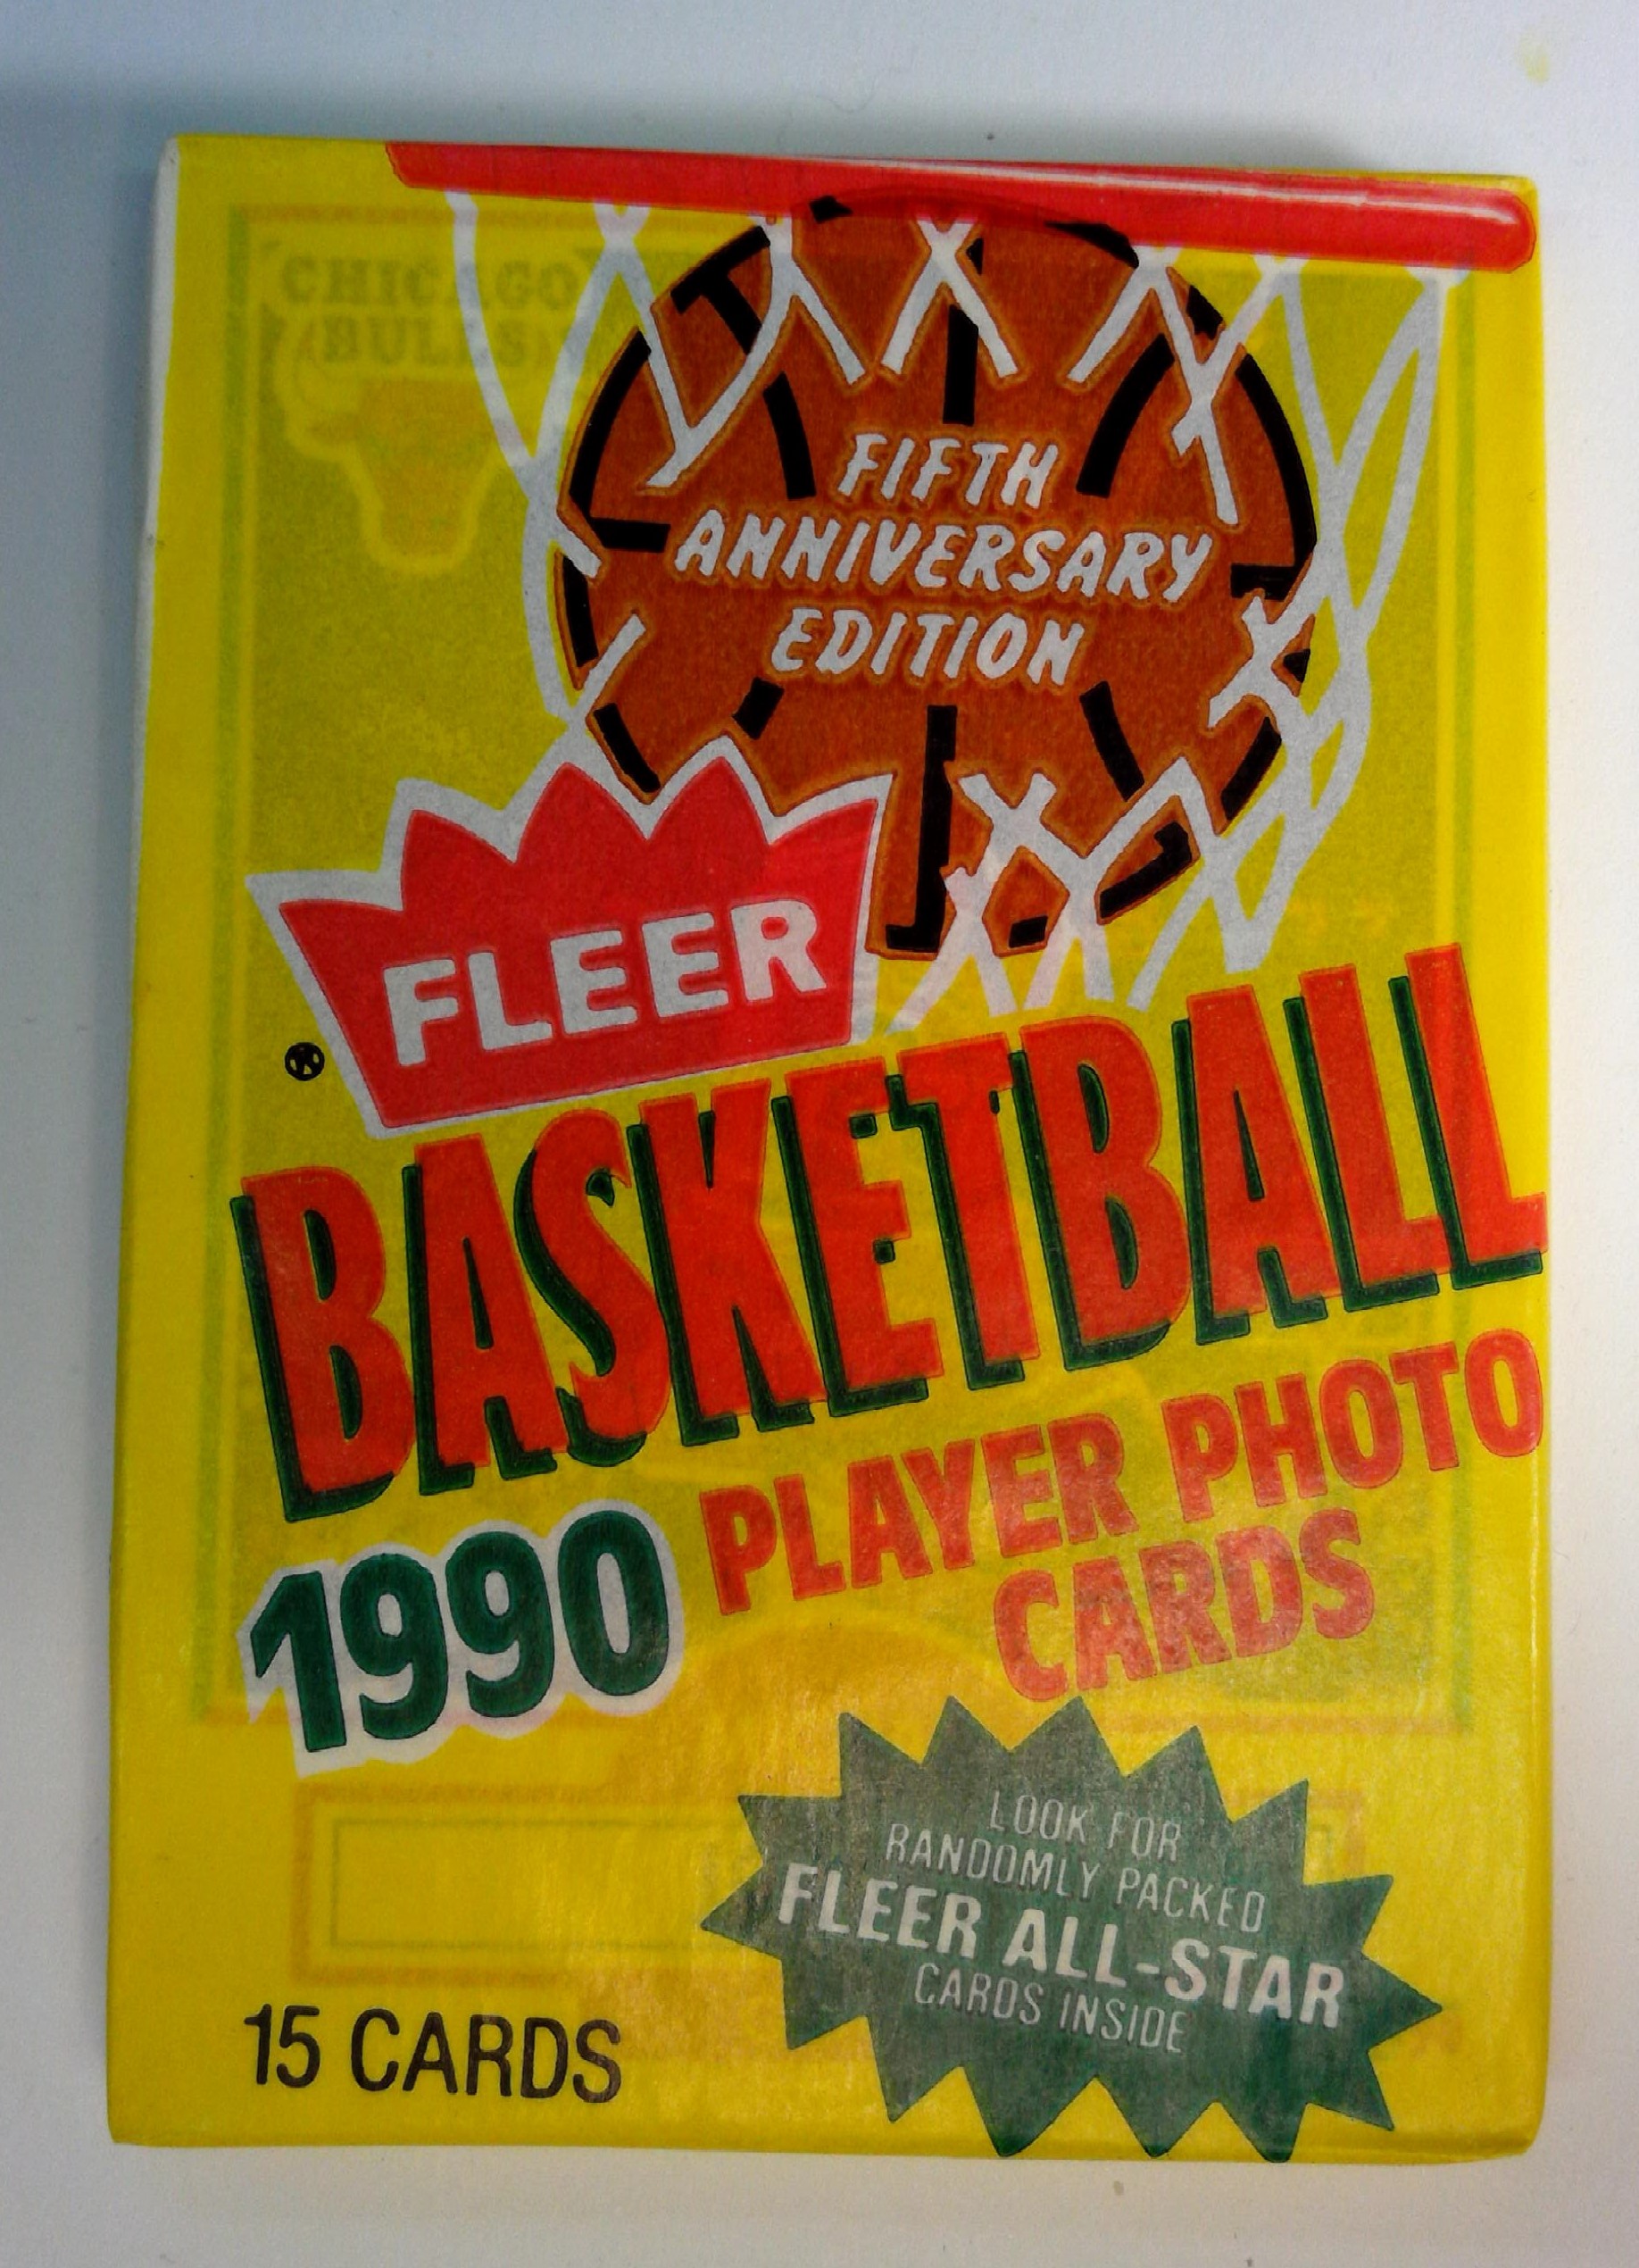 CHICAGO
BULLS
FIFTH
ANNIVERSARY
EDITION
FLEER
®
BASKETBALL
1990 PLAYER PHOTO
CARDS
LOOK FOR
RANDOMLY PACKED
FLEER ALL-STAR
CARDS INSIDE
15 CARDS